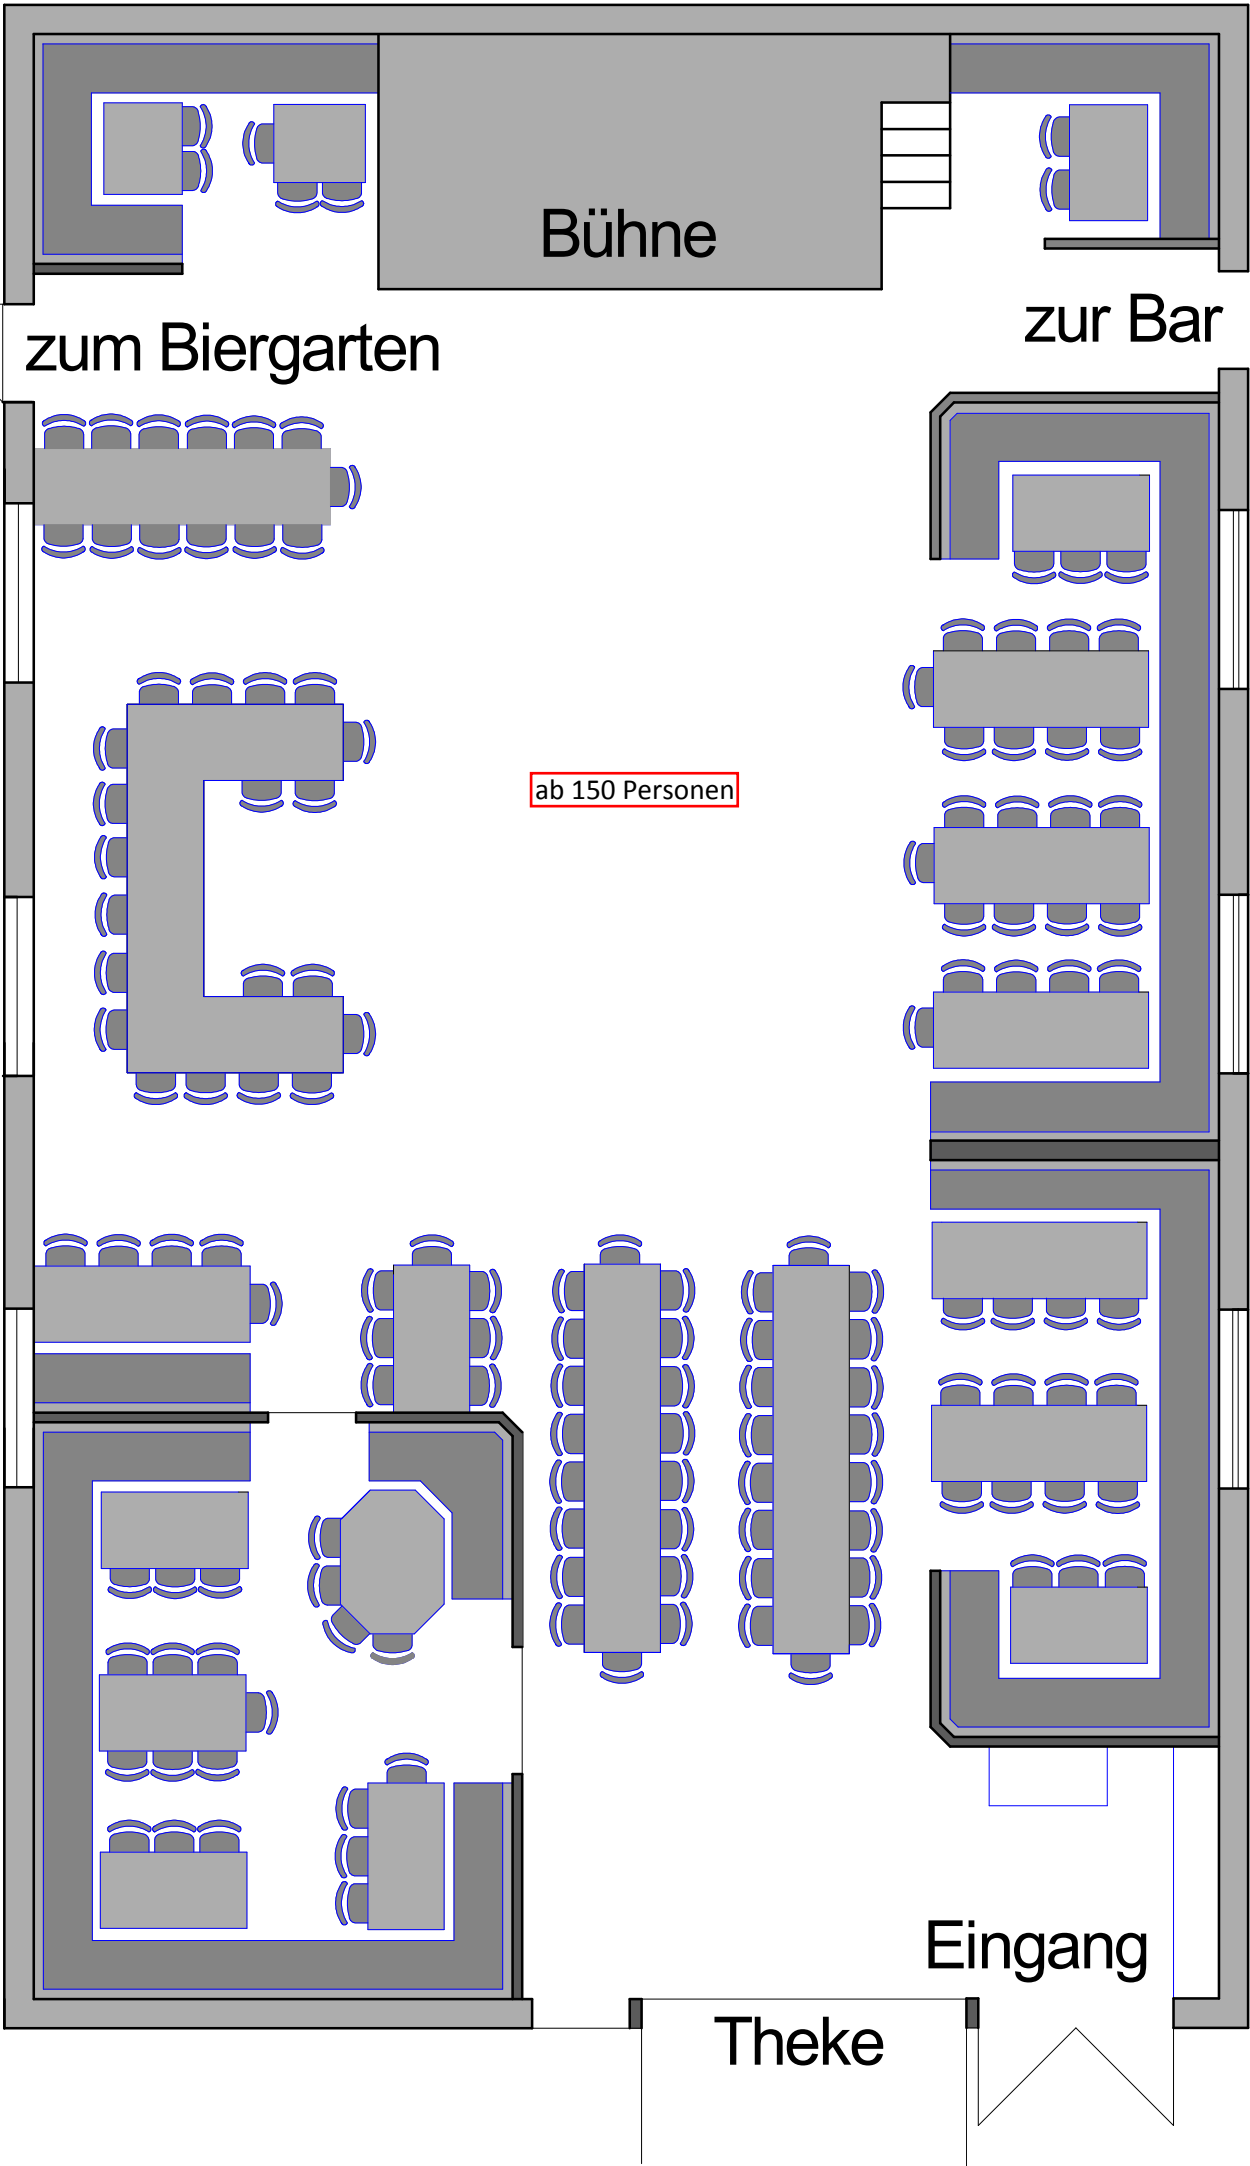 Bühne
zur Bar
zum Biergarten
ab 150 Personen
Eingang
Theke